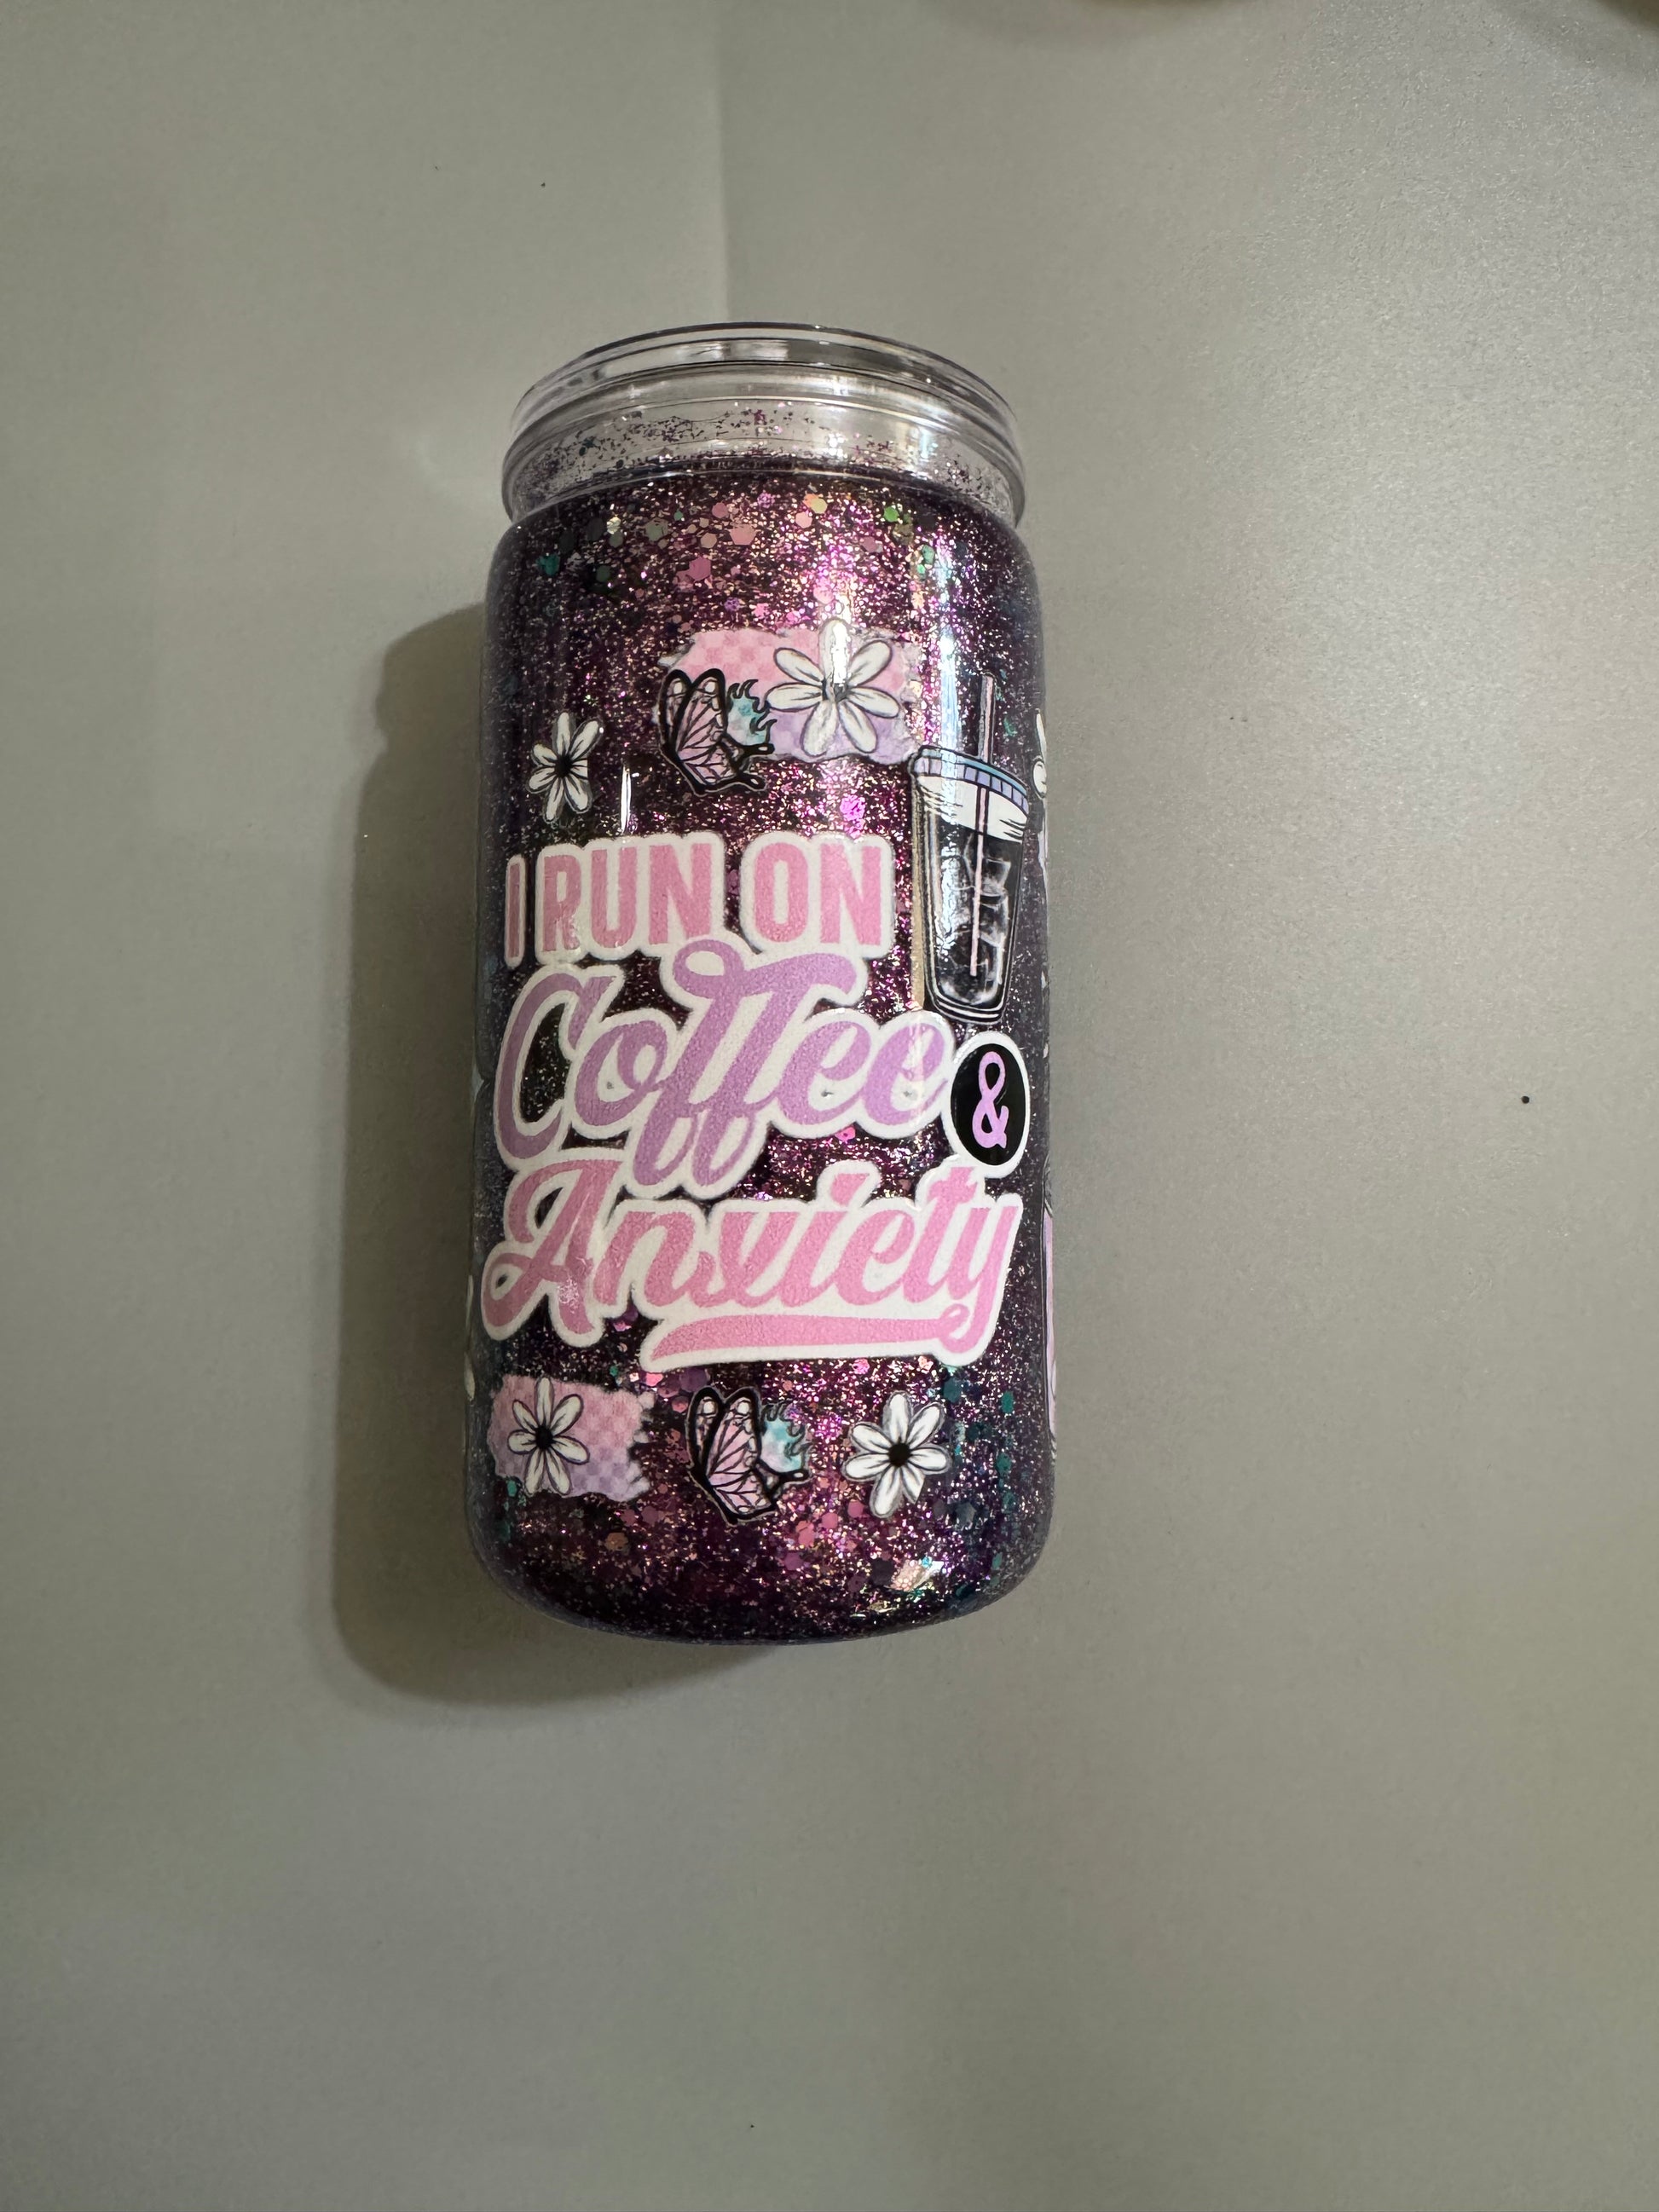 I RUN ON
Coffee &
Anxiety